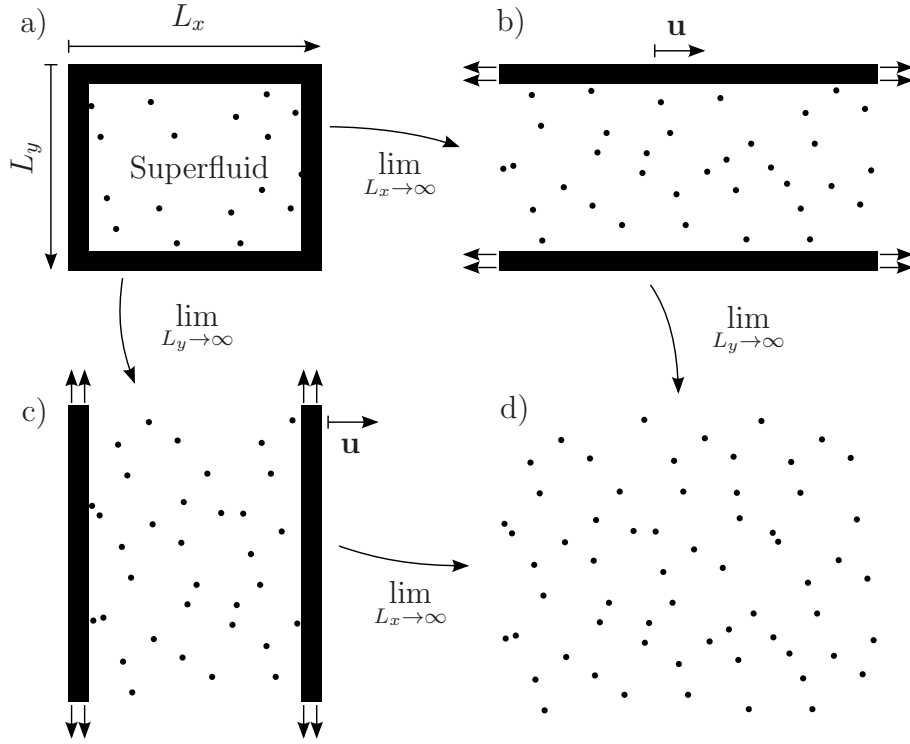 a) L_x b) u
L_y Superfluid
lim
L_x→∞
lim
L_y→∞
lim
L_y→∞
c) u d)
lim
L_x→∞